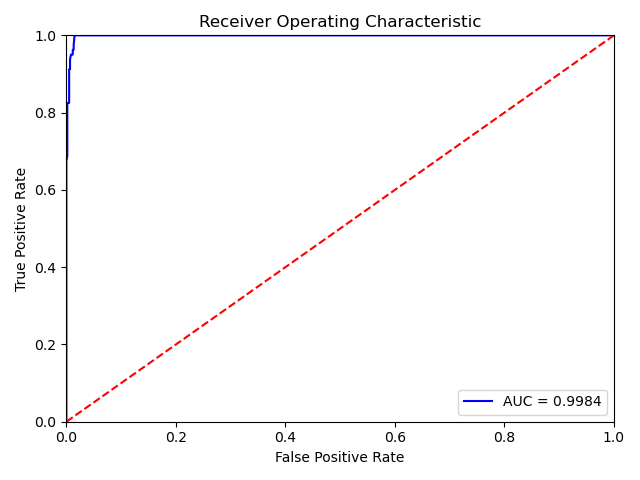 Receiver Operating Characteristic
1.0
0.8
0.6
0.4
0.2
0.0
True Positive Rate
AUC = 0.9984
0.0 0.2 0.4 0.6 0.8 1.0
False Positive Rate